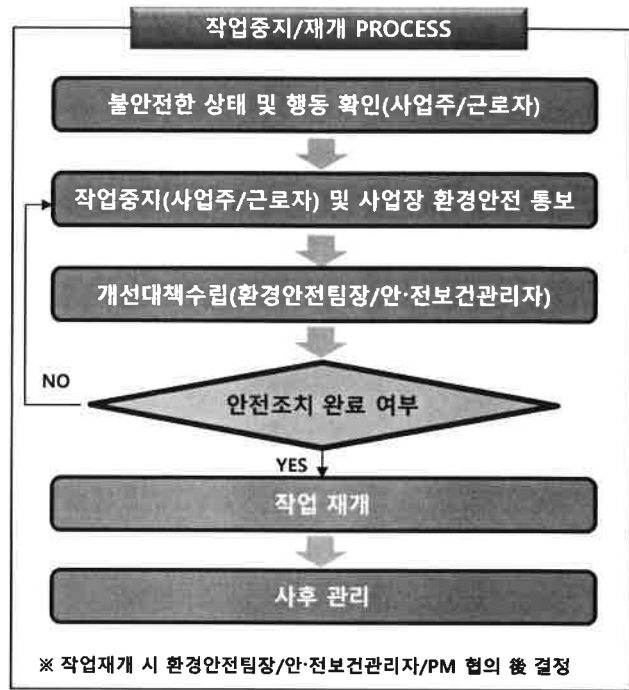 작업중지/재개 PROCESS
불안전한 상태 및 행동 확인(사업주/근로자)
작업중지(사업주/근로자) 및 사업장 환경안전 통보
개선대책수립(환경안전팀장/안·전보건관리자)
NO
안전조치 완료 여부
YES
작업 재개
사후 관리
※ 작업재개 시 환경안전팀장/안·전보건관리자/PM 협의 後 결정